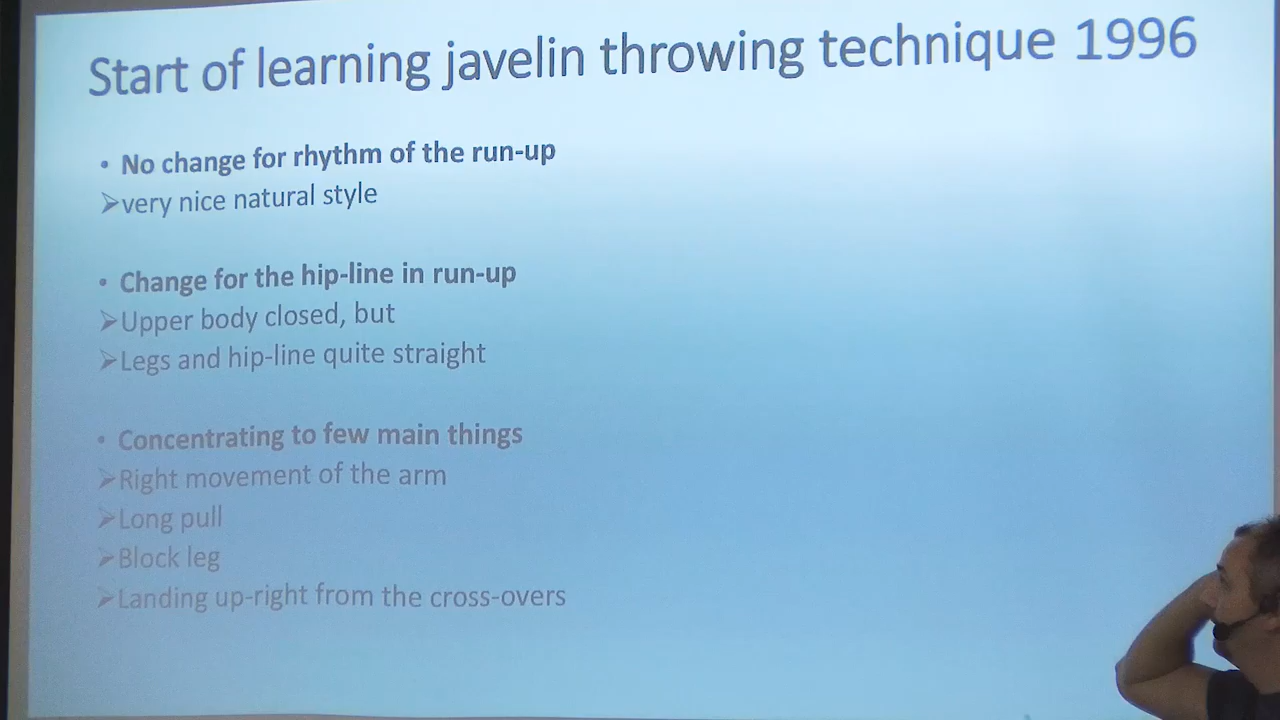 Start of learning javelin throwing technique 1996
• No change for rhythm of the run-up
➢very nice natural style
• Change for the hip-line in run-up
➢Upper body closed, but
➢Legs and hip-line quite straight
• Concentrating to few main things
➢Right movement of the arm
➢Long pull
➢Block leg
➢Landing up-right from the cross-overs